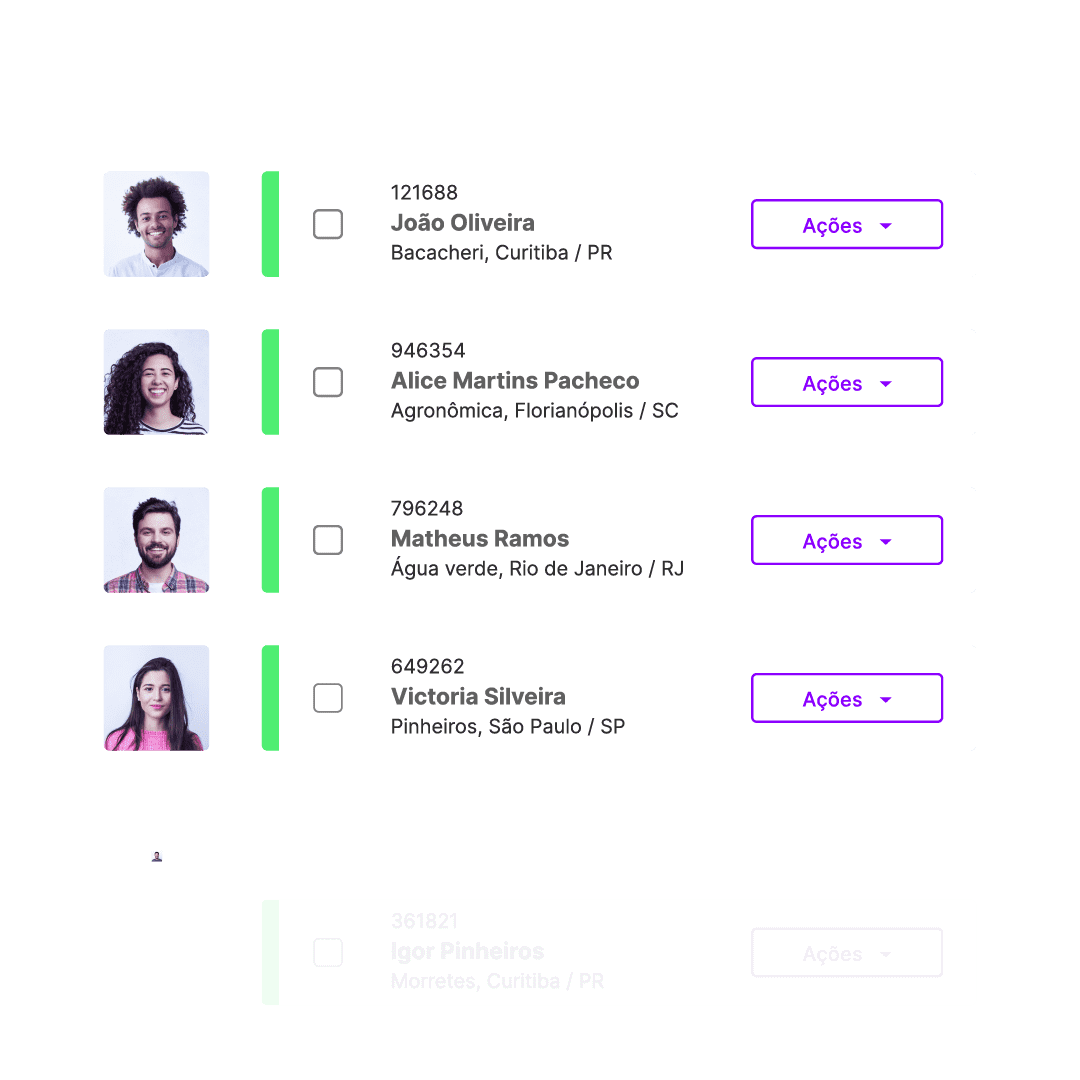 121688
João Oliveira
Bacacheri, Curitiba / PR
Ações
946354
Alice Martins Pacheco
Agronômica, Florianópolis / SC
Ações
796248
Matheus Ramos
Água verde, Rio de Janeiro / RJ
Ações
649262
Victoria Silveira
Pinheiros, São Paulo / SP
Ações
361821
Igor Pinheiros
Morretes, Curitiba / PR
Ações